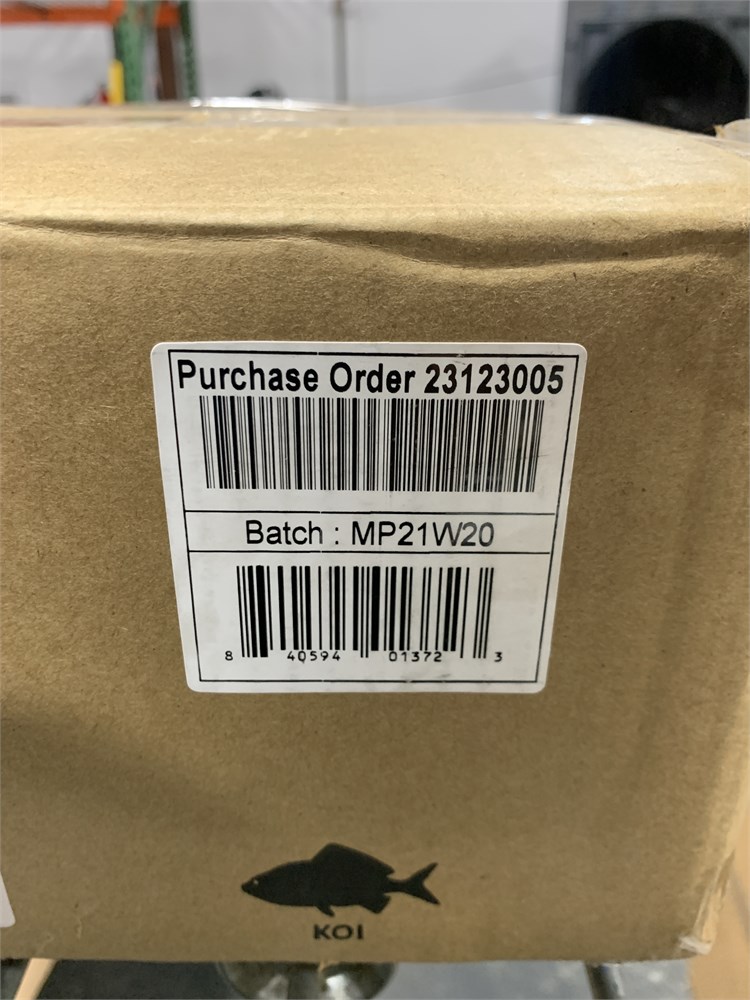 Purchase Order 23123005
Batch : MP21W20
8 40594 01372 3
KOI